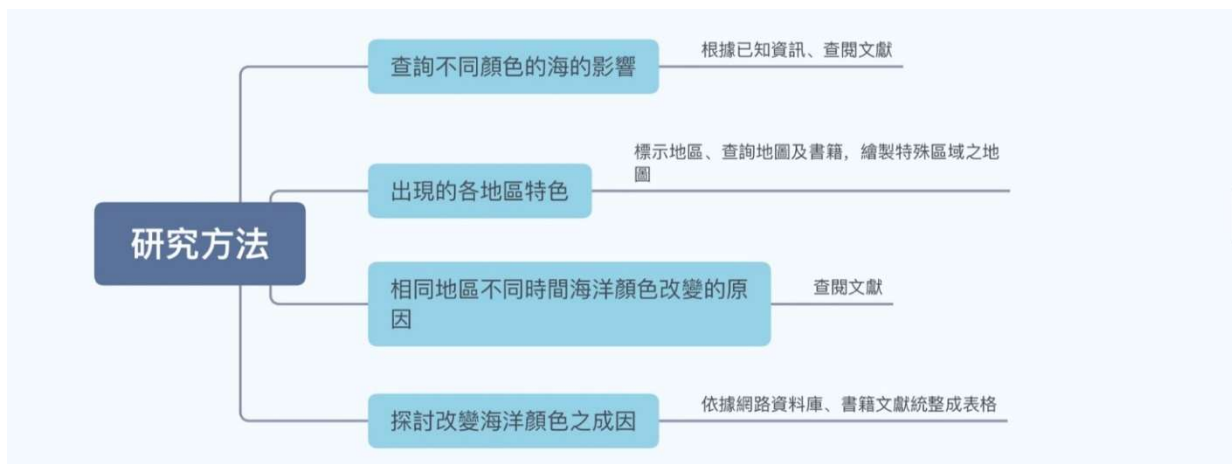 查詢不同顏色的海的影響
根據已知資訊、查閱文獻
標示地區、查詢地圖及書籍，繪製特殊區域之地
圖
出現的各地區特色
研究方法
相同地區不同時間海洋顏色改變的原
因
查閱文獻
探討改變海洋顏色之成因
依據網路資料庫、書籍文獻統整成表格